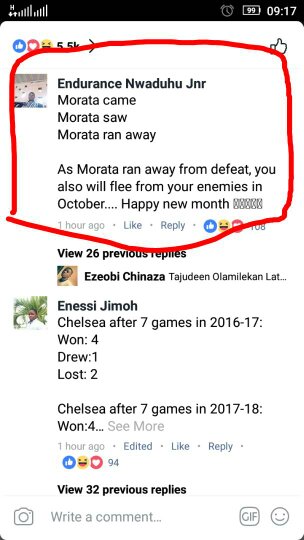 H
99
09:17
5.5k
Endurance Nwaduhu Jnr
Morata came
Morata saw
Morata ran away
As Morata ran away from defeat, you
also will flee from your enemies in
October.... Happy new month
1 hour ago · Like · Reply · 108
View 26 previous replies
Ezeobi Chinaza Tajudeen Olamilekan Lat...
Enessi Jimoh
Chelsea after 7 games in 2016-17:
Won: 4
Drew:1
Lost: 2
Chelsea after 7 games in 2017-18:
Won:4... See More
1 hour ago · Edited · Like · Reply ·
94
View 32 previous replies
Write a comment...
GIF